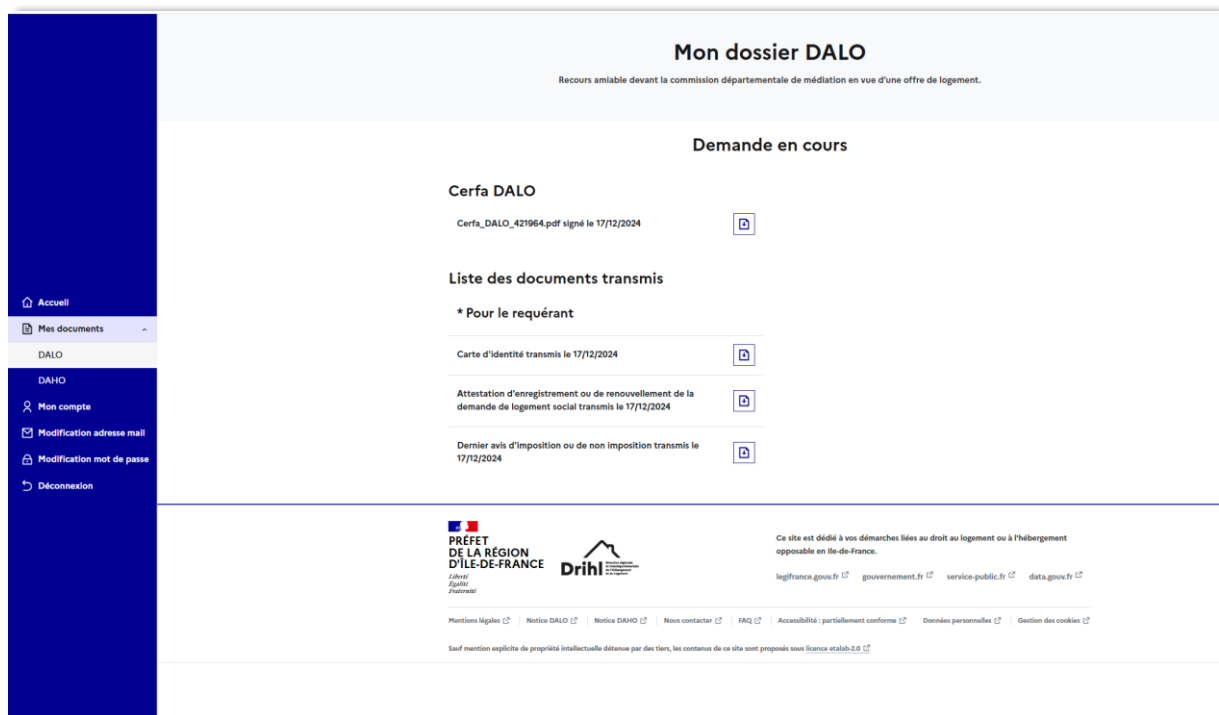 Mon dossier DALO
Recours amiable devant la commission départementale de médiation en vue d'une offre de logement.
Demande en cours
Cerfa DALO
Cerfa_DALO_421964.pdf signé le 17/12/2024
Liste des documents transmis
* Pour le requérant
Carte d'identité transmis le 17/12/2024
Attestation d'enregistrement ou de renouvellement de la
demande de logement social transmis le 17/12/2024
Dernier avis d'imposition ou de non imposition transmis le
17/12/2024
Accueil
Mes documents
DALO
DAHO
Mon compte
Modification adresse mail
Modification mot de passe
Déconnexion
PRÉFET
DE LA RÉGION
D'ÎLE-DE-FRANCE
Liberté
Égalité
Fraternité
Drihl
Ce site est dédié à vos démarches liées au droit au logement ou à l'hébergement
opposable en Ile-de-France.
legifrance.gouv.fr gouvernement.fr service-public.fr data.gouv.fr
Mentions légales Notice DALO Notice DAHO Nous contacter FAQ Accessibilité : partiellement conforme Données personnelles Gestion des cookies
Sauf mention explicite de propriété intellectuelle détenue par des tiers, les contenus de ce site sont proposés sous licence etalab-2.0